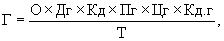 Г = О × Дг × Кд × Пг × Цг × Кд.г / Т ,